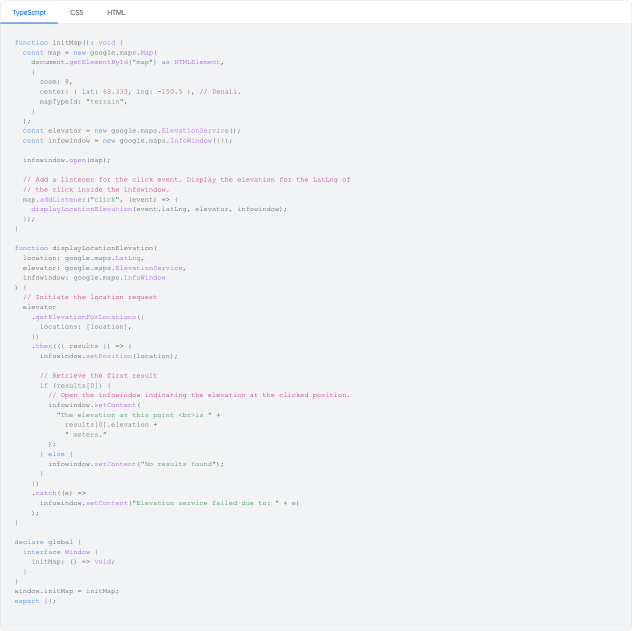 TypeScript CSS HTML
function initMap(): void {
  const map = new google.maps.Map(
    document.getElementById("map") as HTMLElement,
    {
      zoom: 8,
      center: { lat: 63.333, lng: -150.5 }, // Denali.
      mapTypeId: "terrain",
    }
  );
  const elevator = new google.maps.ElevationService();
  const infowindow = new google.maps.InfoWindow({});

  infowindow.open(map);

  // Add a listener for the click event. Display the elevation for the LatLng of
  // the click inside the infowindow.
  map.addListener("click", (event) => {
    displayLocationElevation(event.latLng, elevator, infowindow);
  });
}

function displayLocationElevation(
  location: google.maps.LatLng,
  elevator: google.maps.ElevationService,
  infowindow: google.maps.InfoWindow
) {
  // Initiate the location request
  elevator
    .getElevationForLocations({
      locations: [location],
    })
    .then(({ results }) => {
      infowindow.setPosition(location);

      // Retrieve the first result
      if (results[0]) {
        // Open the infowindow indicating the elevation at the clicked position.
        infowindow.setContent(
          "The elevation at this point <br>is " +
            results[0].elevation +
            " meters."
        );
      } else {
        infowindow.setContent("No results found");
      }
    })
    .catch((e) =>
      infowindow.setContent("Elevation service failed due to: " + e)
    );
}

declare global {
  interface Window {
    initMap: () => void;
  }
}
window.initMap = initMap;
export {};